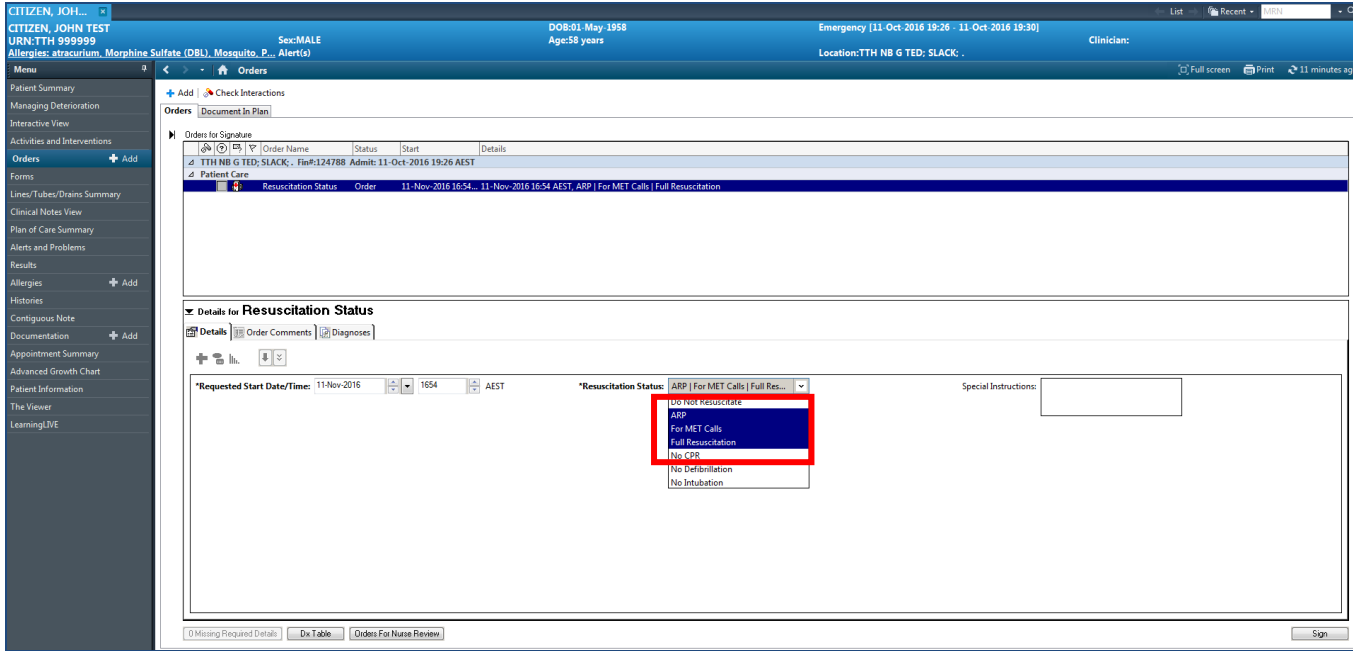 CITIZEN, JOH... x
List Recent MRN
CITIZEN, JOHN TEST DOB:01-May-1958 Emergency [11-Oct-2016 19:26 - 11-Oct-2016 19:30]
URN:TTH 999999 Sex:MALE Age:58 years Clinician:
Allergies: atracurium, Morphine Sulfate (DBL), Mosquito, P... Alert(s) Location:TTH NB G TED; SLACK; .
Menu Orders Full screen Print 11 minutes ag
Patient Summary
Managing Deterioration
Interactive View
Activities and Interventions
Orders Add
Forms
Lines/Tubes/Drains Summary
Clinical Notes View
Plan of Care Summary
Alerts and Problems
Results
Allergies Add
Histories
Contiguous Note
Documentation Add
Appointment Summary
Advanced Growth Chart
Patient Information
The Viewer
LearningLIVE
Add | Check Interactions
Orders Document In Plan
Orders for Signature
Order Name Status Start Details
TTH NB G TED; SLACK; . Fin#:124788 Admit: 11-Oct-2016 19:26 AEST
Patient Care
Resuscitation Status Order 11-Nov-2016 16:54... 11-Nov-2016 16:54 AEST, ARP | For MET Calls | Full Resuscitation
Details for Resuscitation Status
Details Order Comments Diagnoses
*Requested Start Date/Time: 11-Nov-2016 1654 AEST *Resuscitation Status: ARP | For MET Calls | Full Res... Special Instructions:
Do Not Resuscitate
ARP
For MET Calls
Full Resuscitation
No CPR
No Defibrillation
No Intubation
0 Missing Required Details Dx Table Orders For Nurse Review Sign